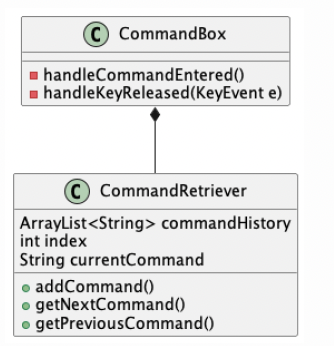 C CommandBox
handleCommandEntered()
handleKeyReleased(KeyEvent e)
C CommandRetriever
ArrayList<String> commandHistory
int index
String currentCommand
addCommand()
getNextCommand()
getPreviousCommand()